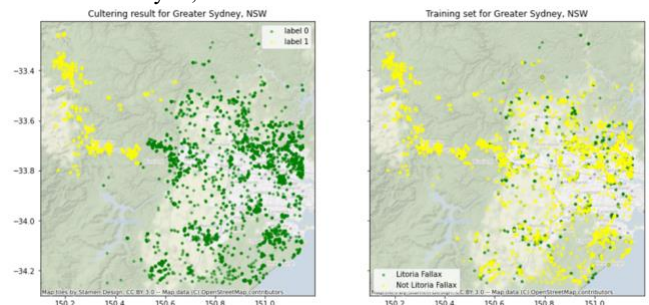 Cultering result for Greater Sydney, NSW
label 0
label 1
−33.4
−33.6
−33.8
−34.0
−34.2
Map tiles by Stamen Design, CC BY 3.0 -- Map data (C) OpenStreetMap contributors
150.2 150.4 150.6 150.8 151.0
Training set for Greater Sydney, NSW
Litoria Fallax
Not Litoria Fallax
Map tiles by Stamen Design, CC BY 3.0 -- Map data (C) OpenStreetMap contributors
150.2 150.4 150.6 150.8 151.0